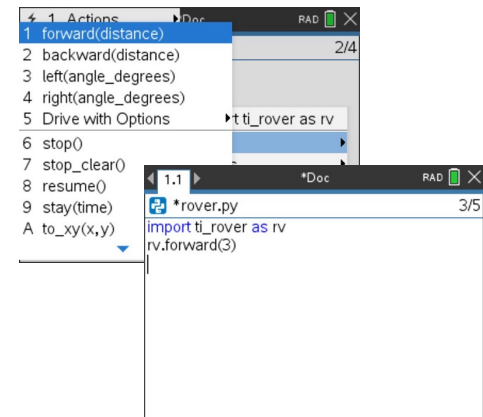 1 Actions
*Doc
RAD
1 forward(distance)
2/4
2 backward(distance)
3 left(angle_degrees)
4 right(angle_degrees)
5 Drive with Options
t ti_rover as rv
6 stop()
7 stop_clear()
8 resume()
9 stay(time)
A to_xy(x,y)
1.1
*Doc
RAD
*rover.py
3/5
import ti_rover as rv
rv.forward(3)